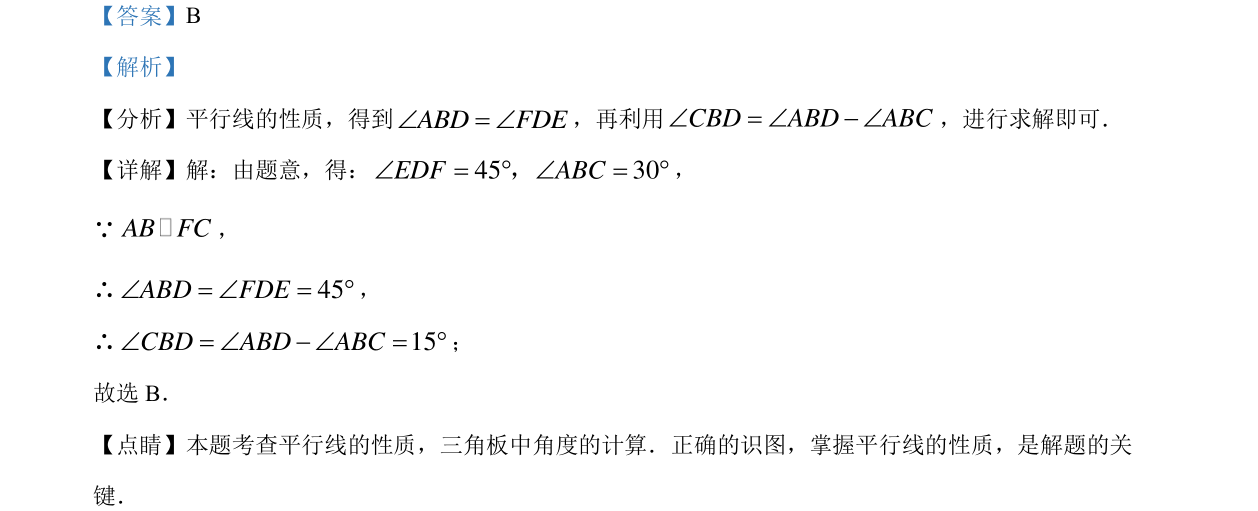 【答案】B
【解析】
【分析】平行线的性质，得到∠ABD=∠FDE，再利用∠CBD=∠ABD−∠ABC，进行求解即可．
【详解】解：由题意，得：∠EDF=45°，∠ABC=30°，
∵AB□FC，
∴∠ABD=∠FDE=45°，
∴∠CBD=∠ABD−∠ABC=15°；
故选 B．
【点睛】本题考查平行线的性质，三角板中角度的计算．正确的识图，掌握平行线的性质，是解题的关
键．